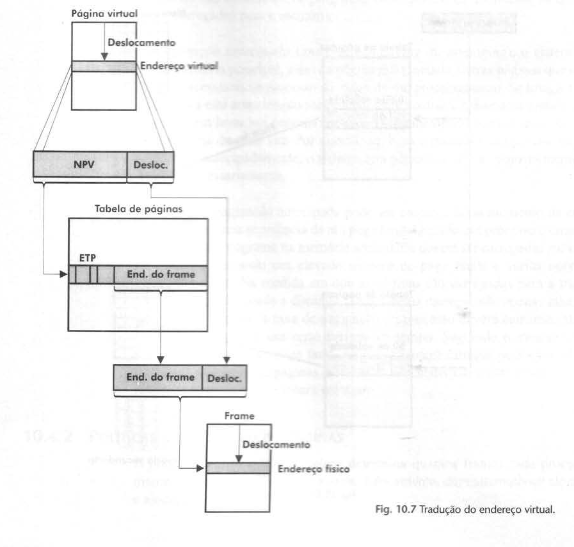 Página virtual
Deslocamento
Endereço virtual
NPV
Desloc.
Tabela de páginas
ETP
End. do frame
End. do frame
Desloc.
Frame
Deslocamento
Endereço físico
Fig. 10.7 Tradução do endereço virtual.